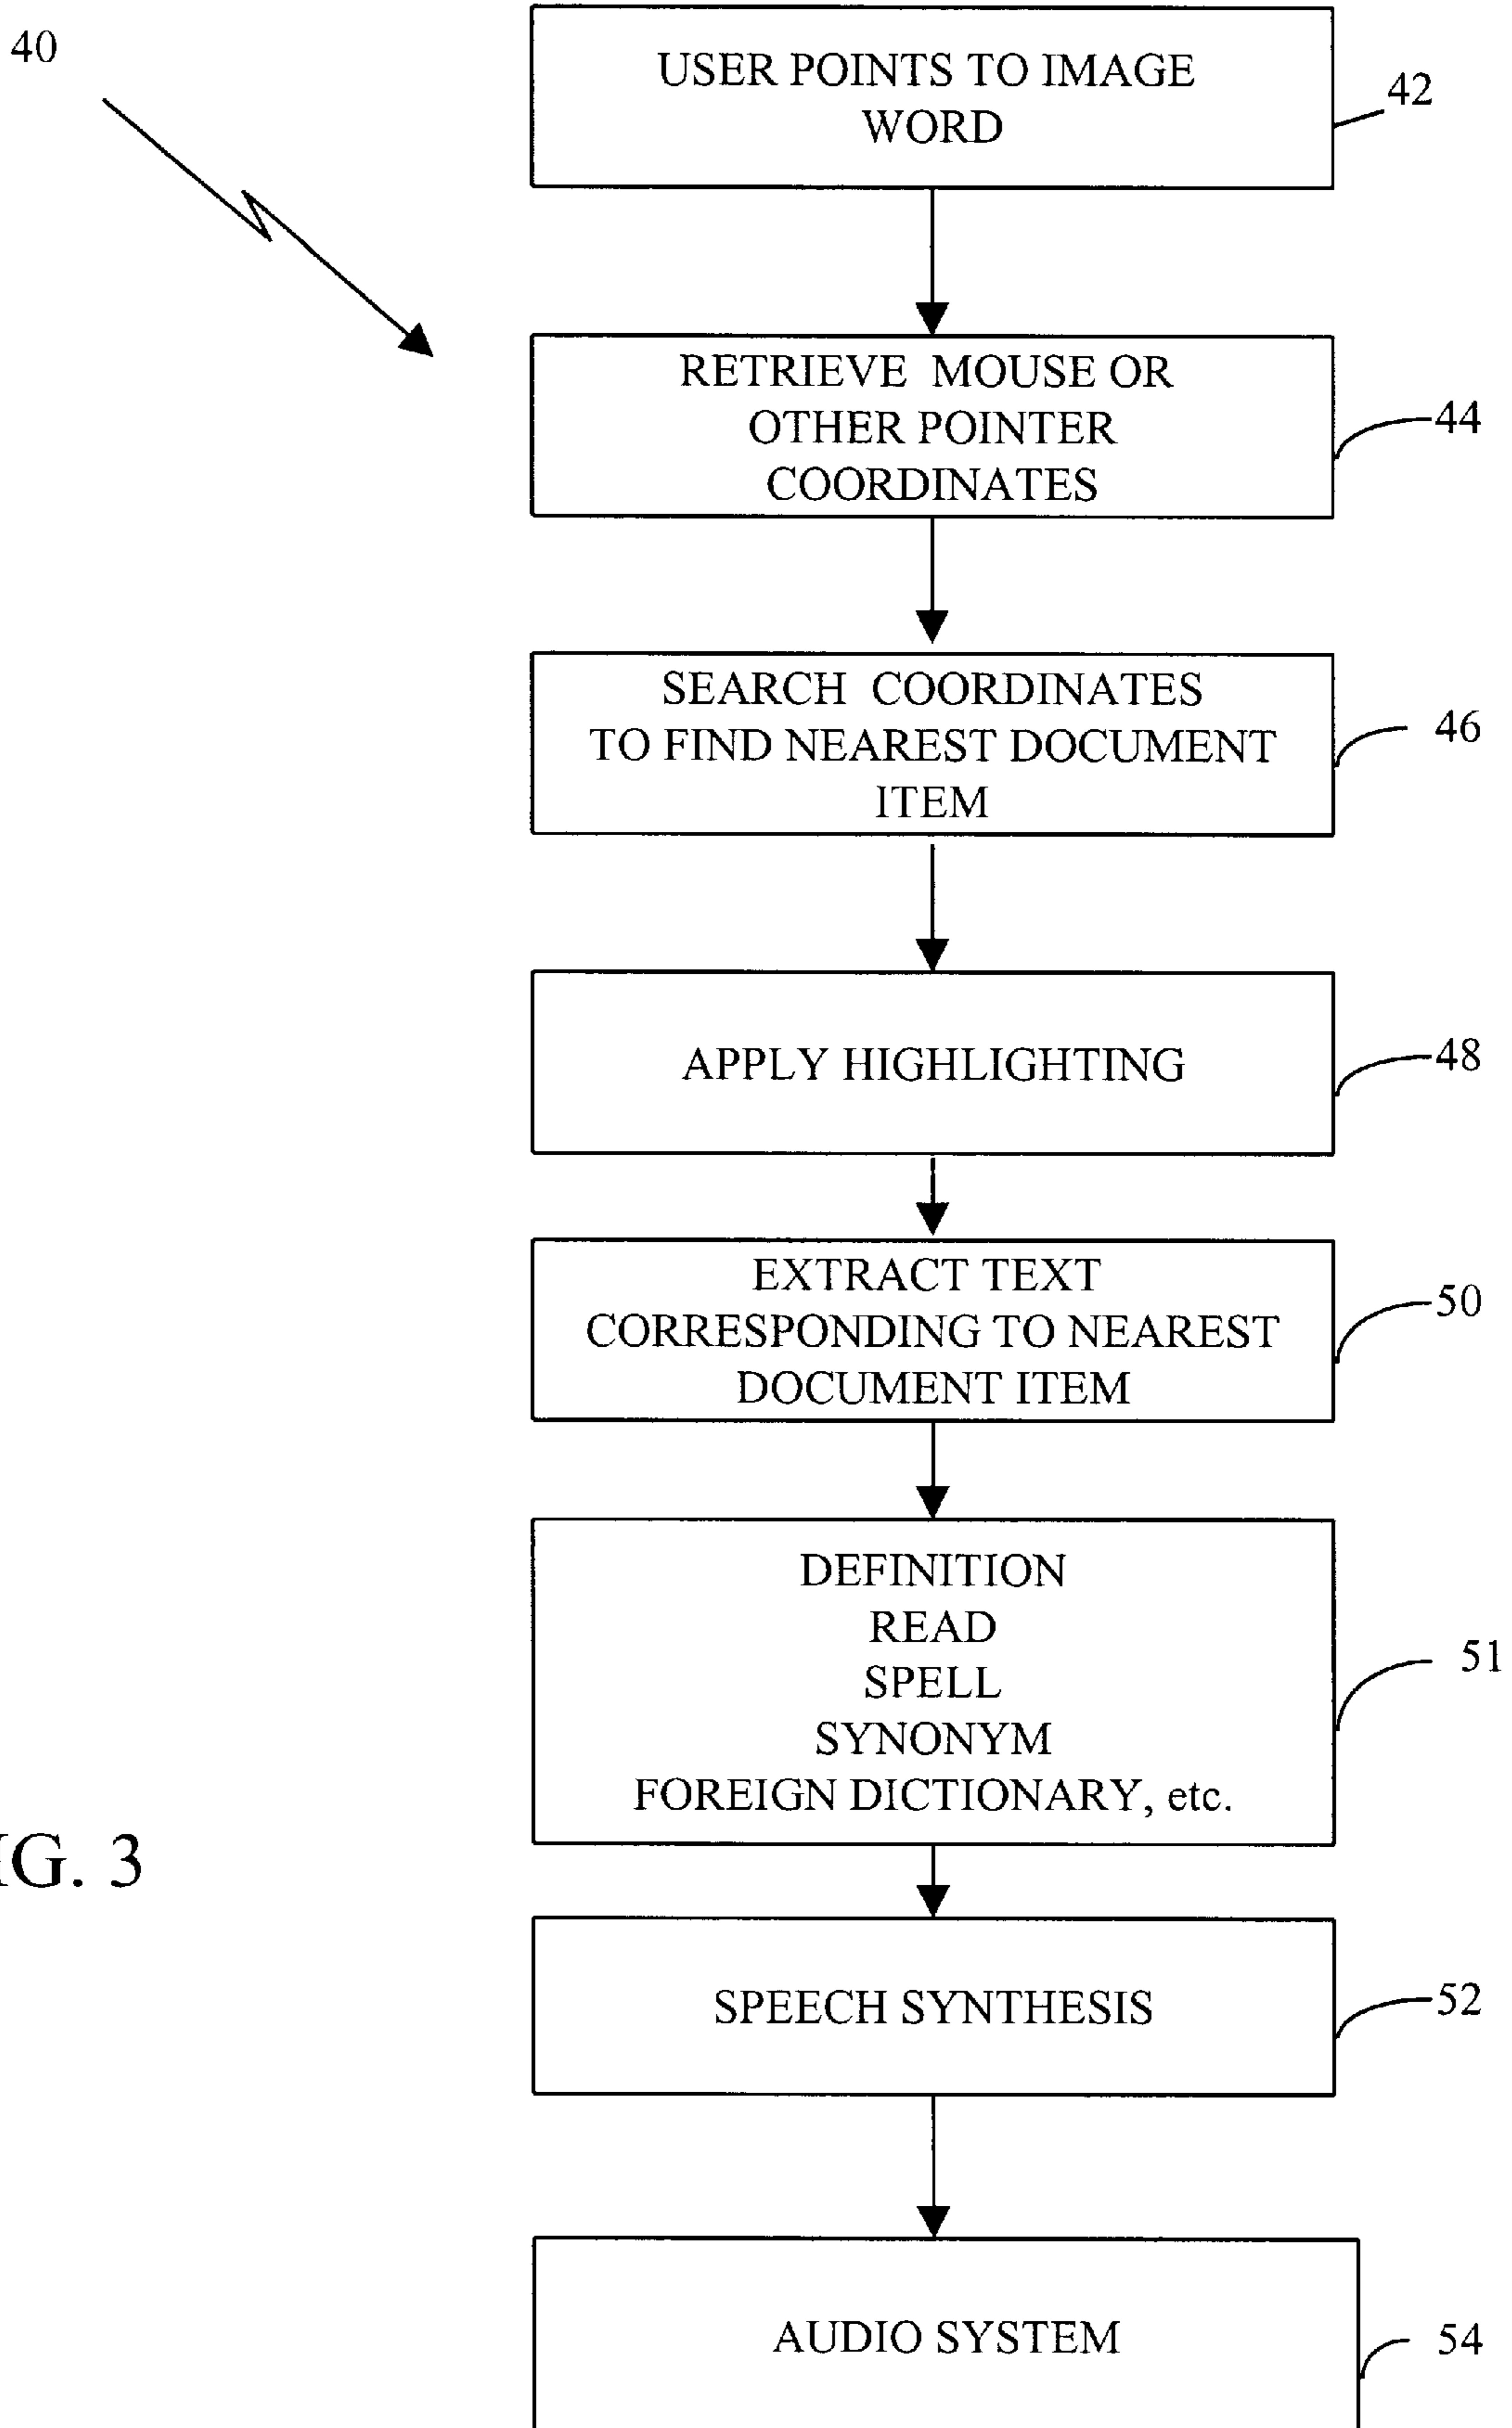 40
USER POINTS TO IMAGE
WORD
42
RETRIEVE MOUSE OR
OTHER POINTER
COORDINATES
44
SEARCH COORDINATES
TO FIND NEAREST DOCUMENT
ITEM
46
APPLY HIGHLIGHTING
48
EXTRACT TEXT
CORRESPONDING TO NEAREST
DOCUMENT ITEM
50
DEFINITION
READ
SPELL
SYNONYM
FOREIGN DICTIONARY, etc.
51
IG. 3
SPEECH SYNTHESIS
52
AUDIO SYSTEM
54